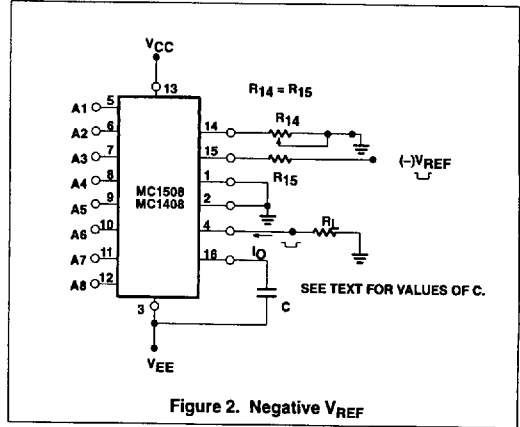 VCC
13
R14 = R15
A1 5
A2 6
A3 7
A4 8
A5 9
A6 10
A7 11
A8 12
MC1508
MC1408
14
R14
15
R15
(–)VREF
1
2
4
RL
IO
16
C
SEE TEXT FOR VALUES OF C.
3
VEE
Figure 2. Negative VREF